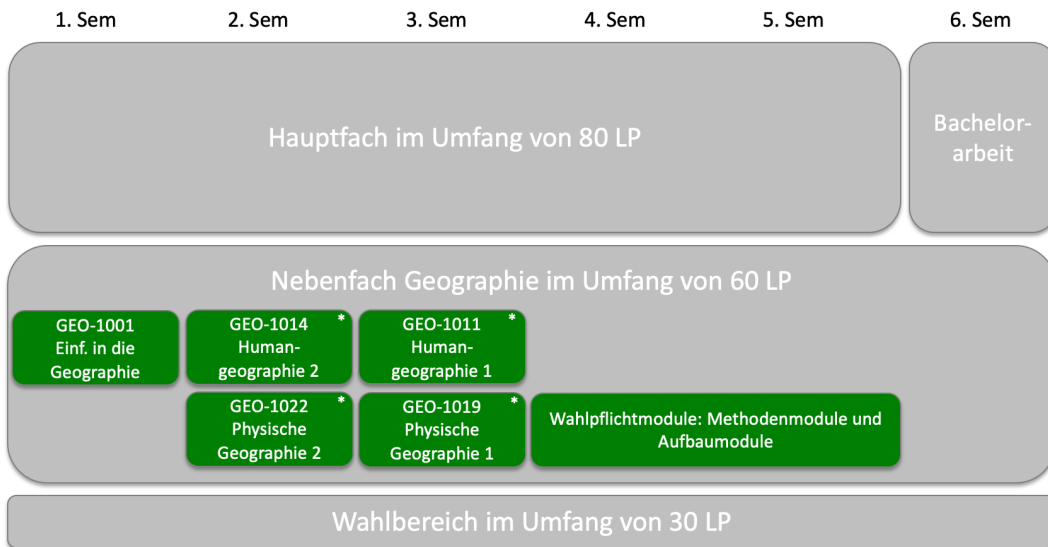 1. Sem 2. Sem 3. Sem 4. Sem 5. Sem 6. Sem
Hauptfach im Umfang von 80 LP
Bachelor-
arbeit
Nebenfach Geographie im Umfang von 60 LP
GEO-1001
Einf. in die
Geographie
GEO-1014 *
Human-
geographie 2
GEO-1011 *
Human-
geographie 1
GEO-1022 *
Physische
Geographie 2
GEO-1019 *
Physische
Geographie 1
Wahlpflichtmodule: Methodenmodule und
Aufbaumodule
Wahlbereich im Umfang von 30 LP